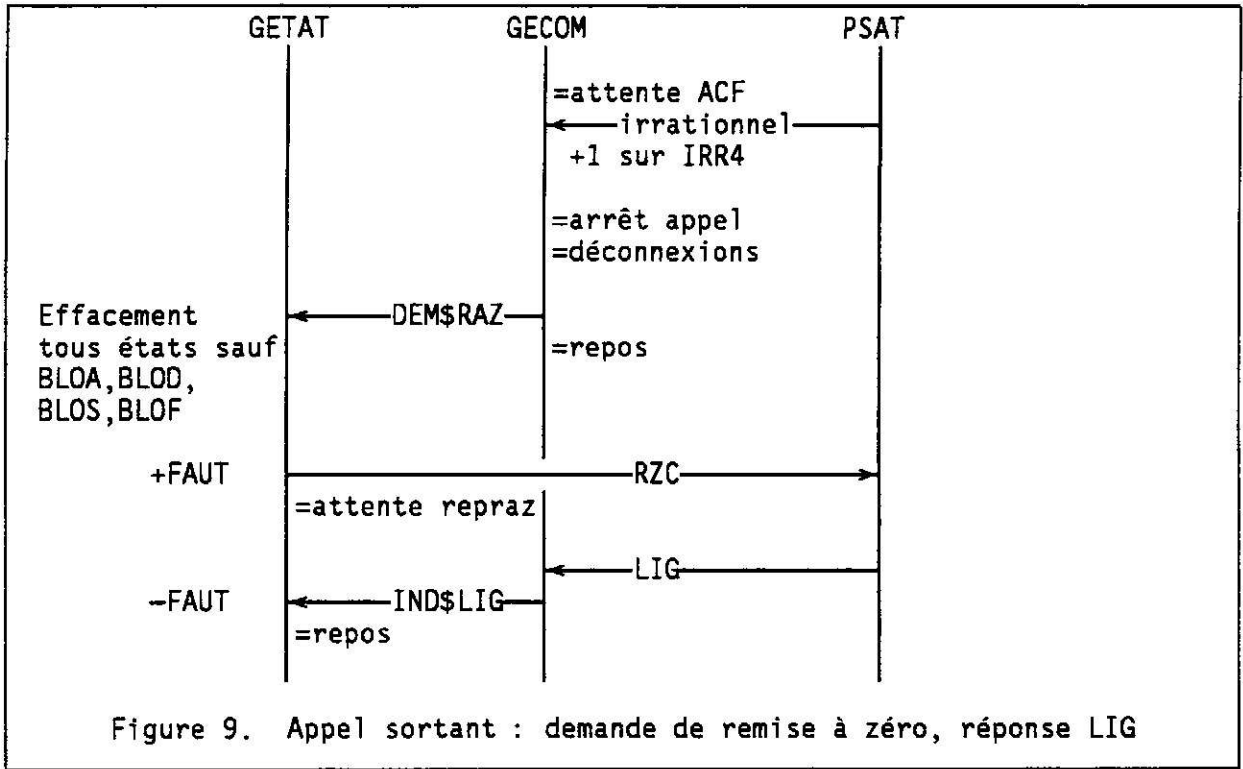 GETAT GECOM PSAT
=attente ACF
irrationnel
+1 sur IRR4
=arrêt appel
=déconnexions
DEM$RAZ
Effacement
tous états sauf
BLOA,BLOD,
BLOS,BLOF
=repos
+FAUT RZC
=attente repraz
LIG
-FAUT IND$LIG
=repos
Figure 9. Appel sortant : demande de remise à zéro, réponse LIG